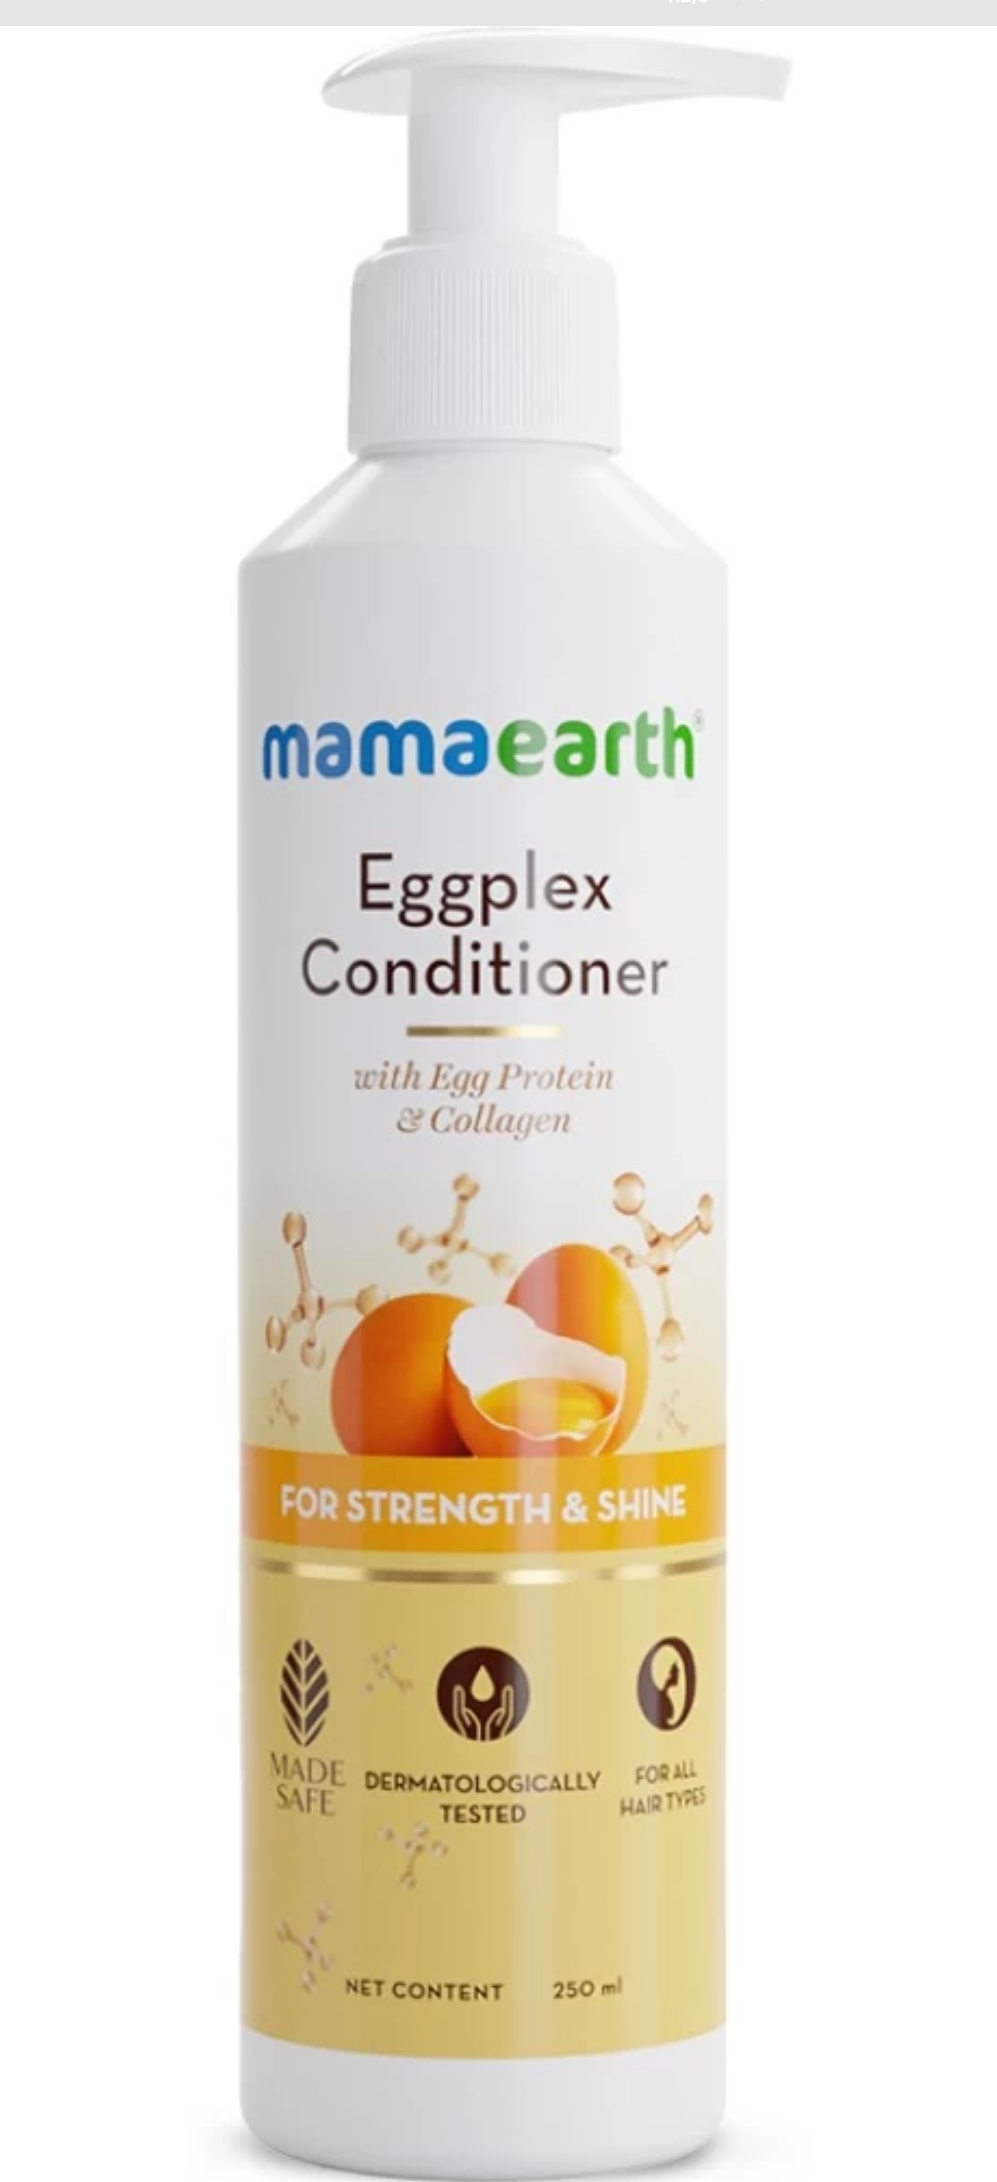 mamaearth®
Eggplex
Conditioner
with Egg Protein
& Collagen
FOR STRENGTH & SHINE
MADE
SAFE
DERMATOLOGICALLY
TESTED
FOR ALL
HAIR TYPES
NET CONTENT 250 ml